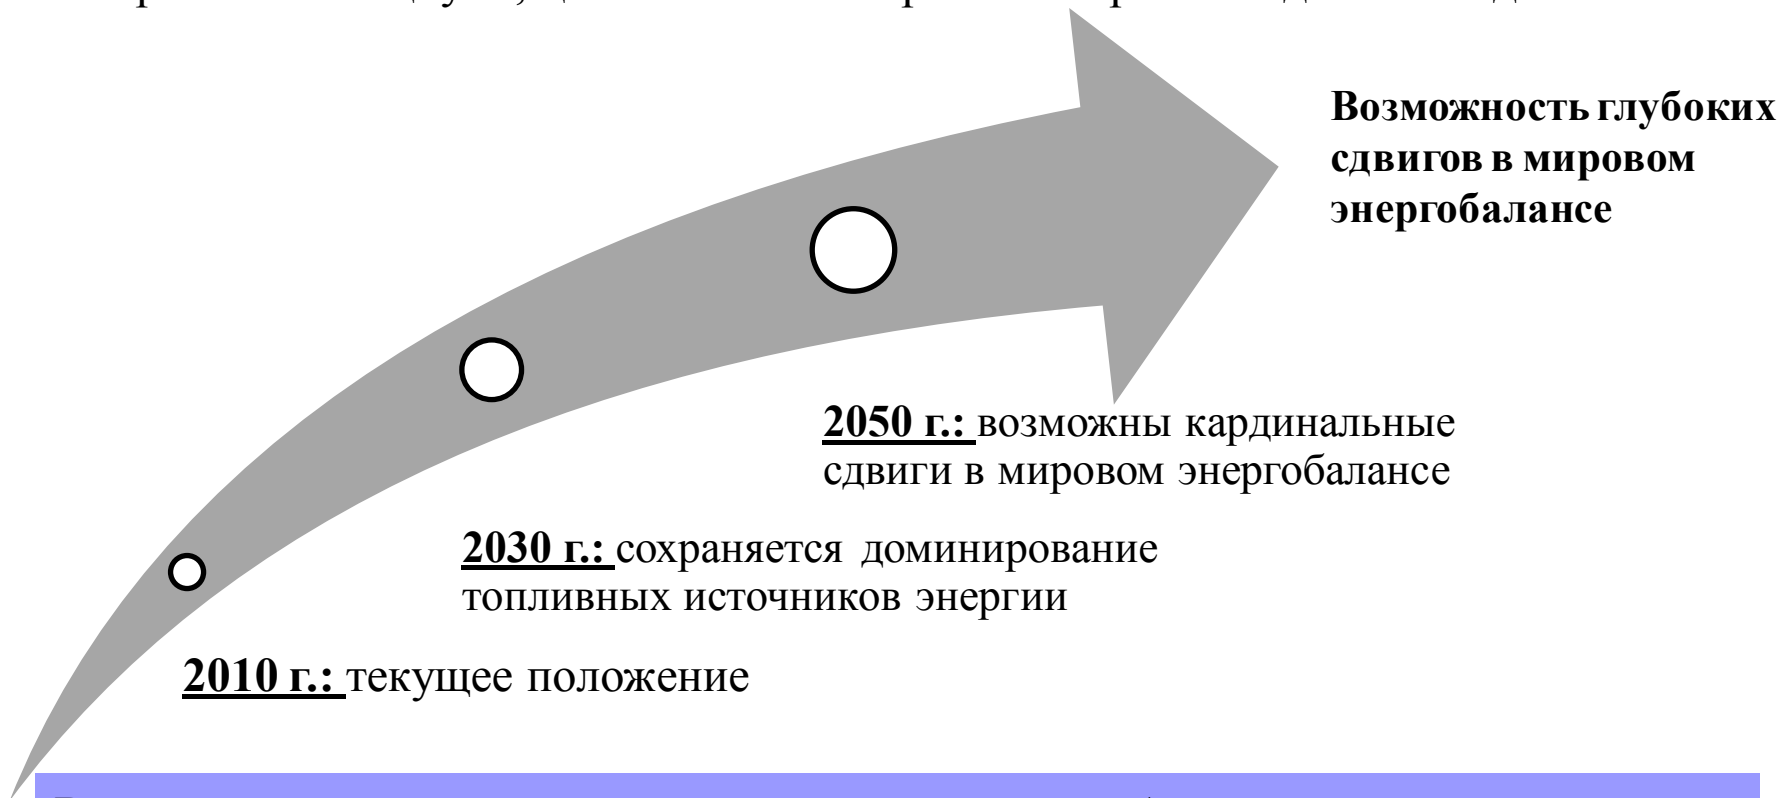 Возможность глубоких
сдвигов в мировом
энергобалансе
2050 г.: возможны кардинальные
сдвиги в мировом энергобалансе
2030 г.: сохраняется доминирование
топливных источников энергии
2010 г.: текущее положение